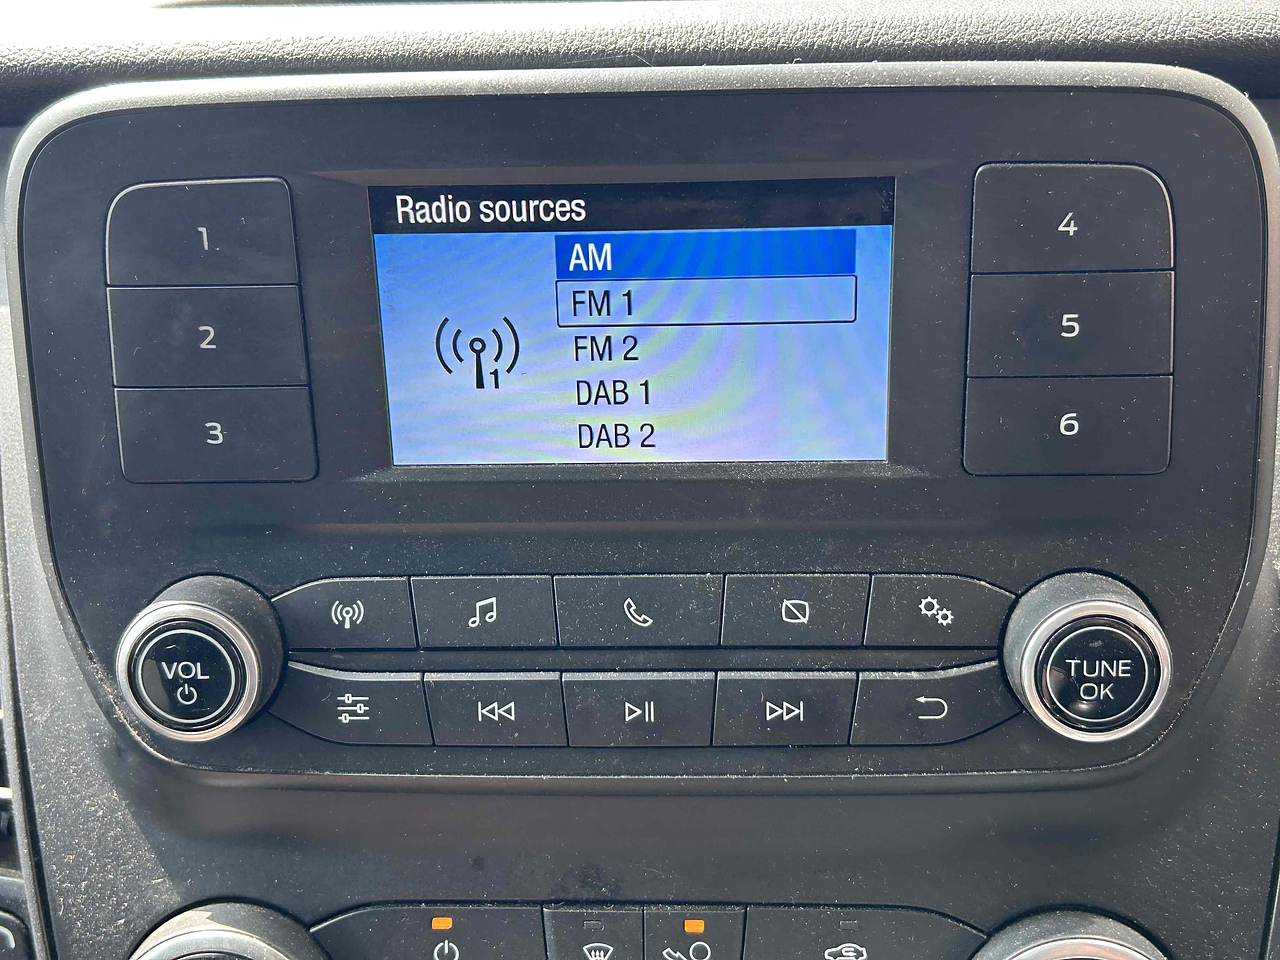 Radio sources
AM
FM 1
FM 2
DAB 1
DAB 2
1
1
2
3
4
5
6
VOL
TUNE
OK